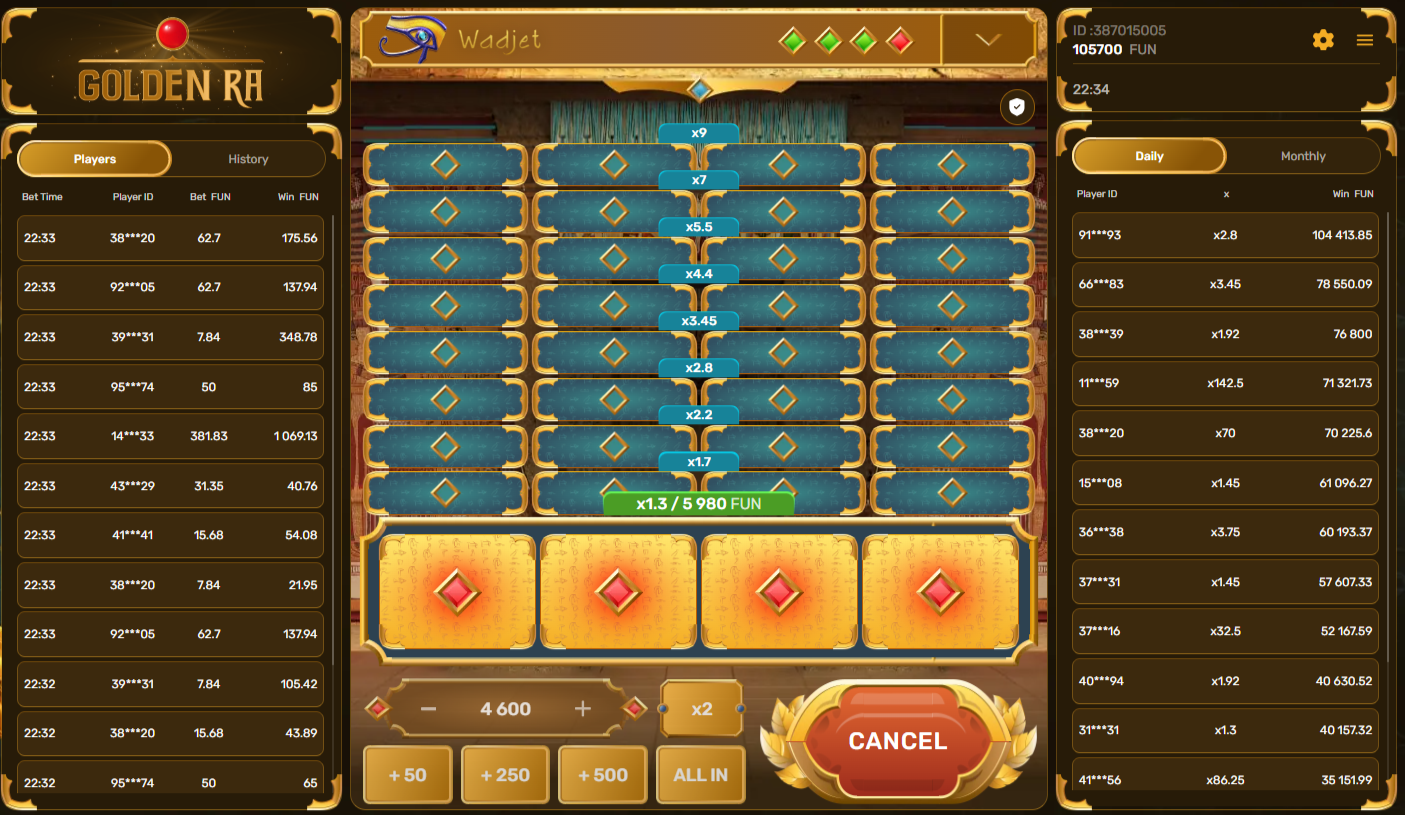 GOLDEN RA
Players History
Bet Time Player ID Bet FUN Win FUN
22:33 38***20 62.7 175.56
22:33 92***05 62.7 137.94
22:33 39***31 7.84 348.78
22:33 95***74 50 85
22:33 14***33 381.83 1 069.13
22:33 43***29 31.35 40.76
22:33 41***41 15.68 54.08
22:33 38***20 7.84 21.95
22:33 92***05 62.7 137.94
22:32 39***31 7.84 105.42
22:32 38***20 15.68 43.89
22:32 95***74 50 65
Wadjet
x9
x7
x5.5
x4.4
x3.45
x2.8
x2.2
x1.7
x1.3 / 5 980 FUN
− 4 600 +
x2
+ 50 + 250 + 500 ALL IN
CANCEL
ID :387015005
105700 FUN
22:34
Daily Monthly
Player ID x Win FUN
91***93 x2.8 104 413.85
66***83 x3.45 78 550.09
38***39 x1.92 76 800
11***59 x142.5 71 321.73
38***20 x70 70 225.6
15***08 x1.45 61 096.27
36***38 x3.75 60 193.37
37***31 x1.45 57 607.33
37***16 x32.5 52 167.59
40***94 x1.92 40 630.52
31***31 x1.3 40 157.32
41***56 x86.25 35 151.99